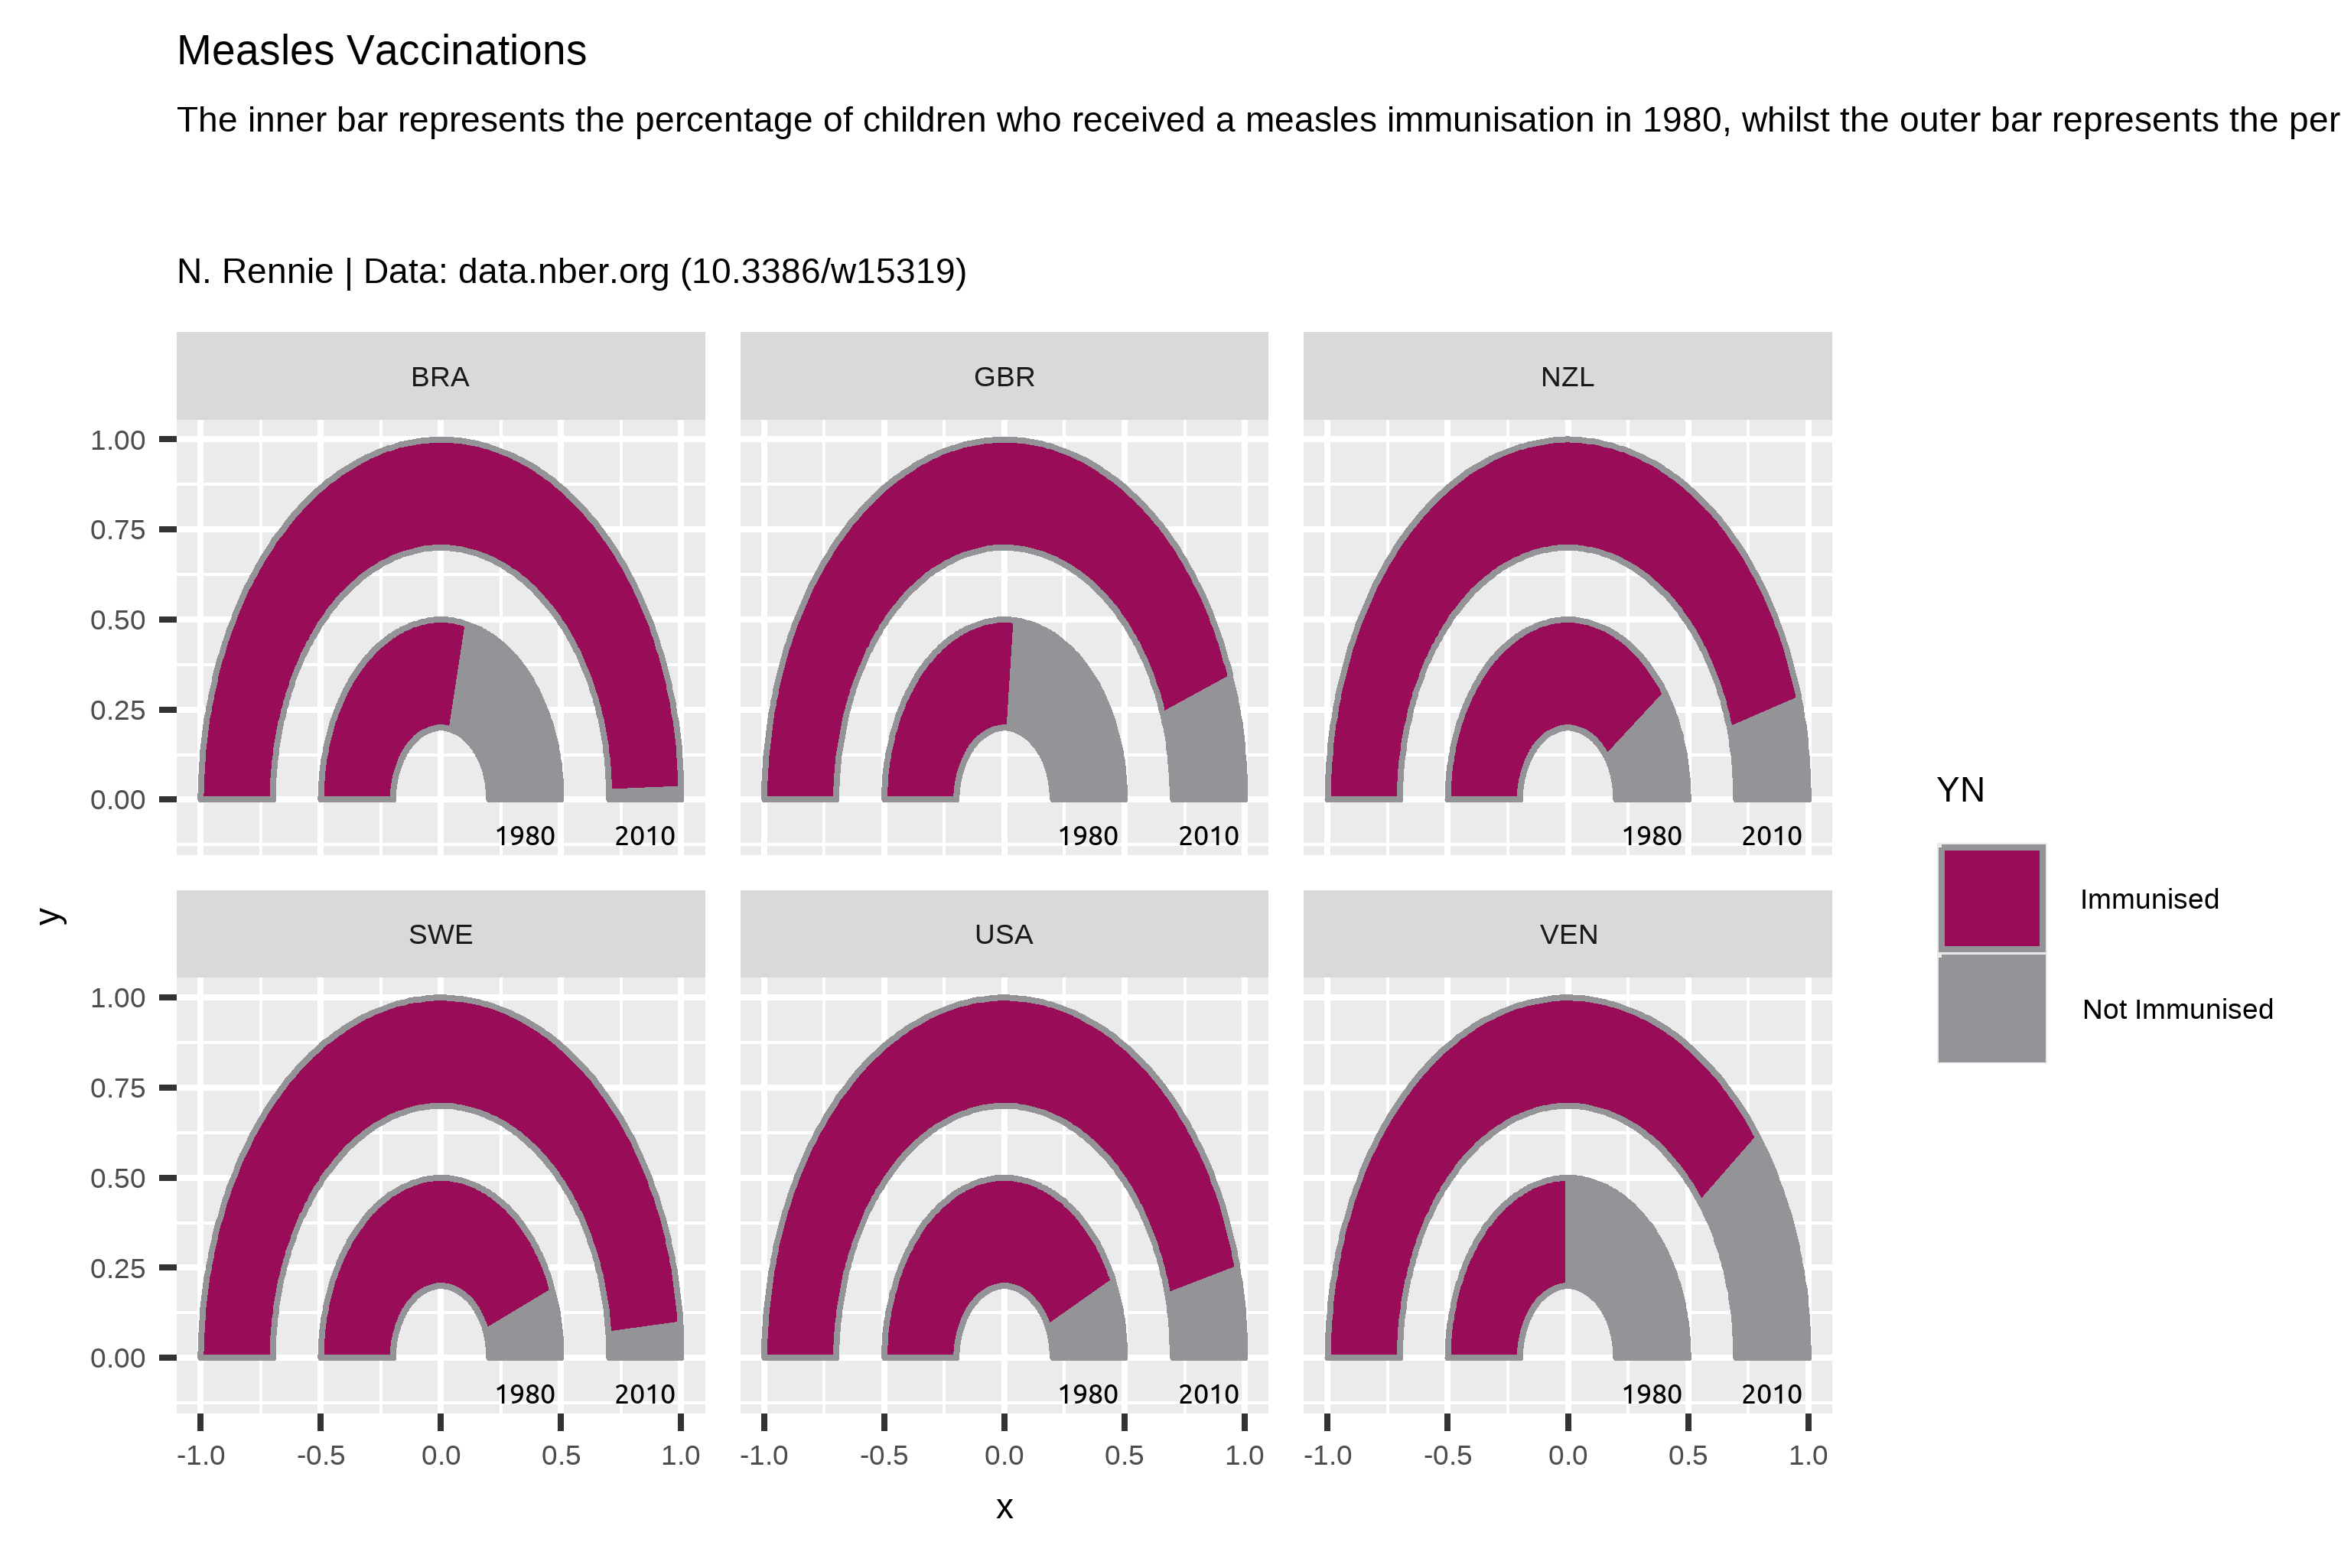 Measles Vaccinations
The inner bar represents the percentage of children who received a measles immunisation in 1980, whilst the outer bar represents the per
N. Rennie | Data: data.nber.org (10.3386/w15319)
BRA GBR NZL
1.00
0.75
0.50
0.25
0.00
1980 2010 1980 2010 1980 2010
SWE USA VEN
1.00
0.75
0.50
0.25
0.00
1980 2010 1980 2010 1980 2010
-1.0 -0.5 0.0 0.5 1.0 -1.0 -0.5 0.0 0.5 1.0 -1.0 -0.5 0.0 0.5 1.0
x
y
YN
Immunised
Not Immunised